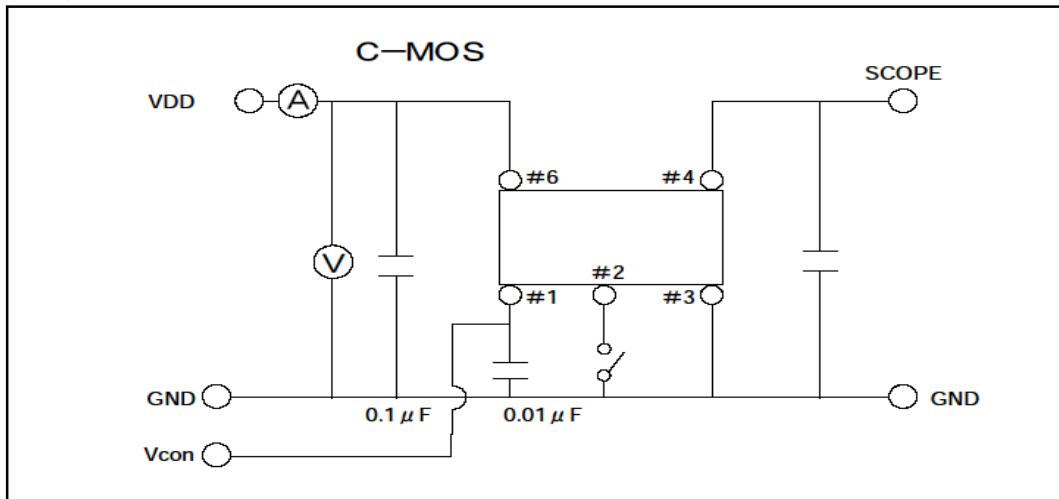 C-MOS
SCOPE
VDD
A
#6
#4
V
#2
#1
#3
GND
0.1μF
0.01μF
GND
Vcon